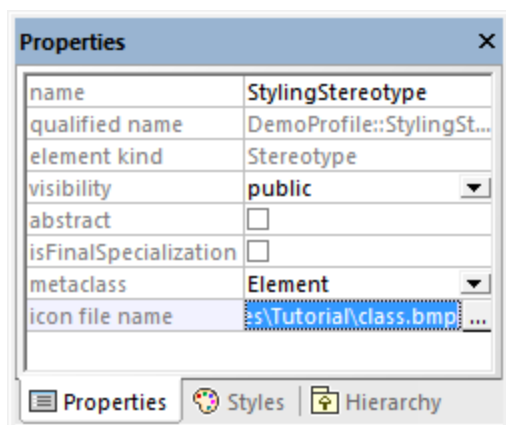 Properties
name StylingStereotype
qualified name DemoProfile::StylingSt...
element kind Stereotype
visibility public
abstract
isFinalSpecialization
metaclass Element
icon file name s\Tutorial\class.bmp ...
Properties Styles Hierarchy